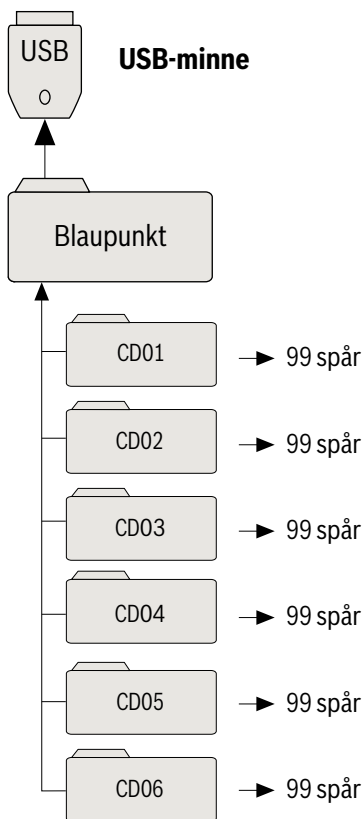 USB
USB-minne
Blaupunkt
CD01 99 spår
CD02 99 spår
CD03 99 spår
CD04 99 spår
CD05 99 spår
CD06 99 spår